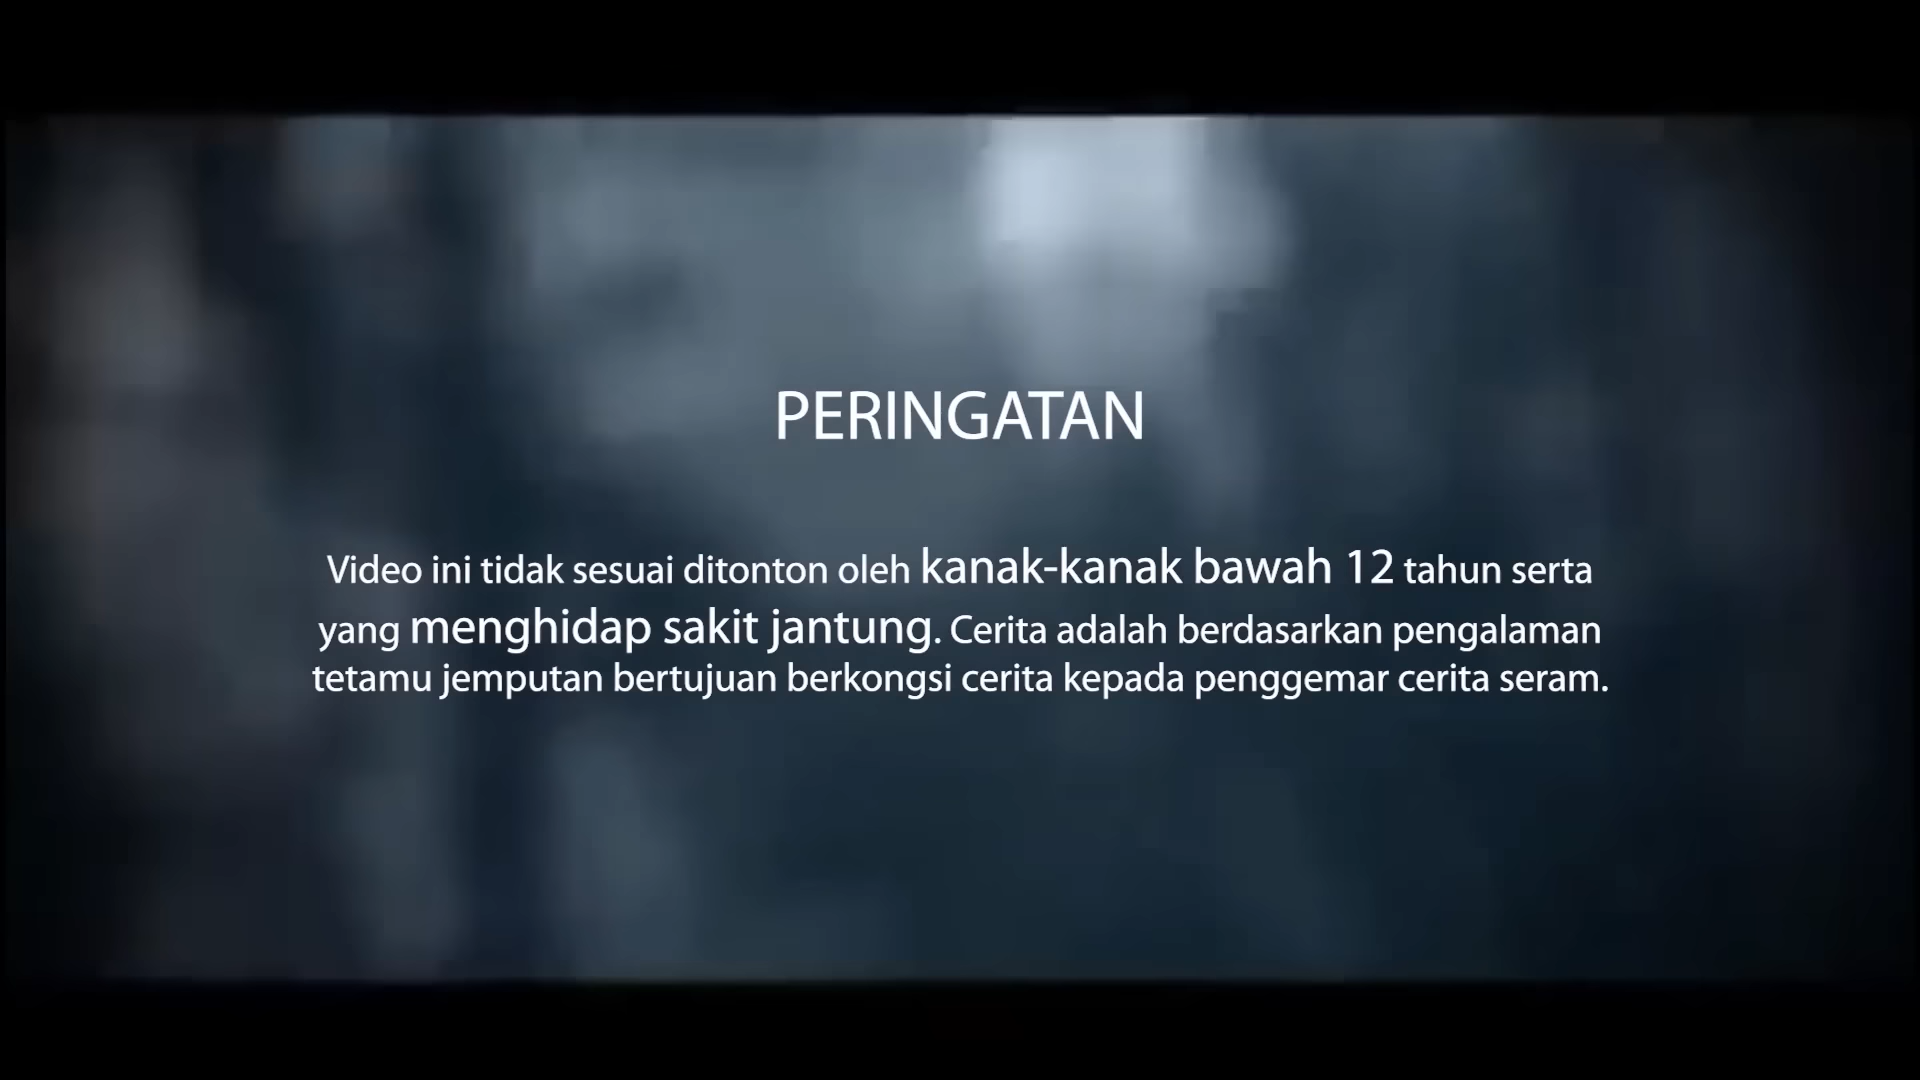 PERINGATAN
Video ini tidak sesuai ditonton oleh kanak-kanak bawah 12 tahun serta
yang menghidap sakit jantung. Cerita adalah berdasarkan pengalaman
tetamu jemputan bertujuan berkongsi cerita kepada penggemar cerita seram.